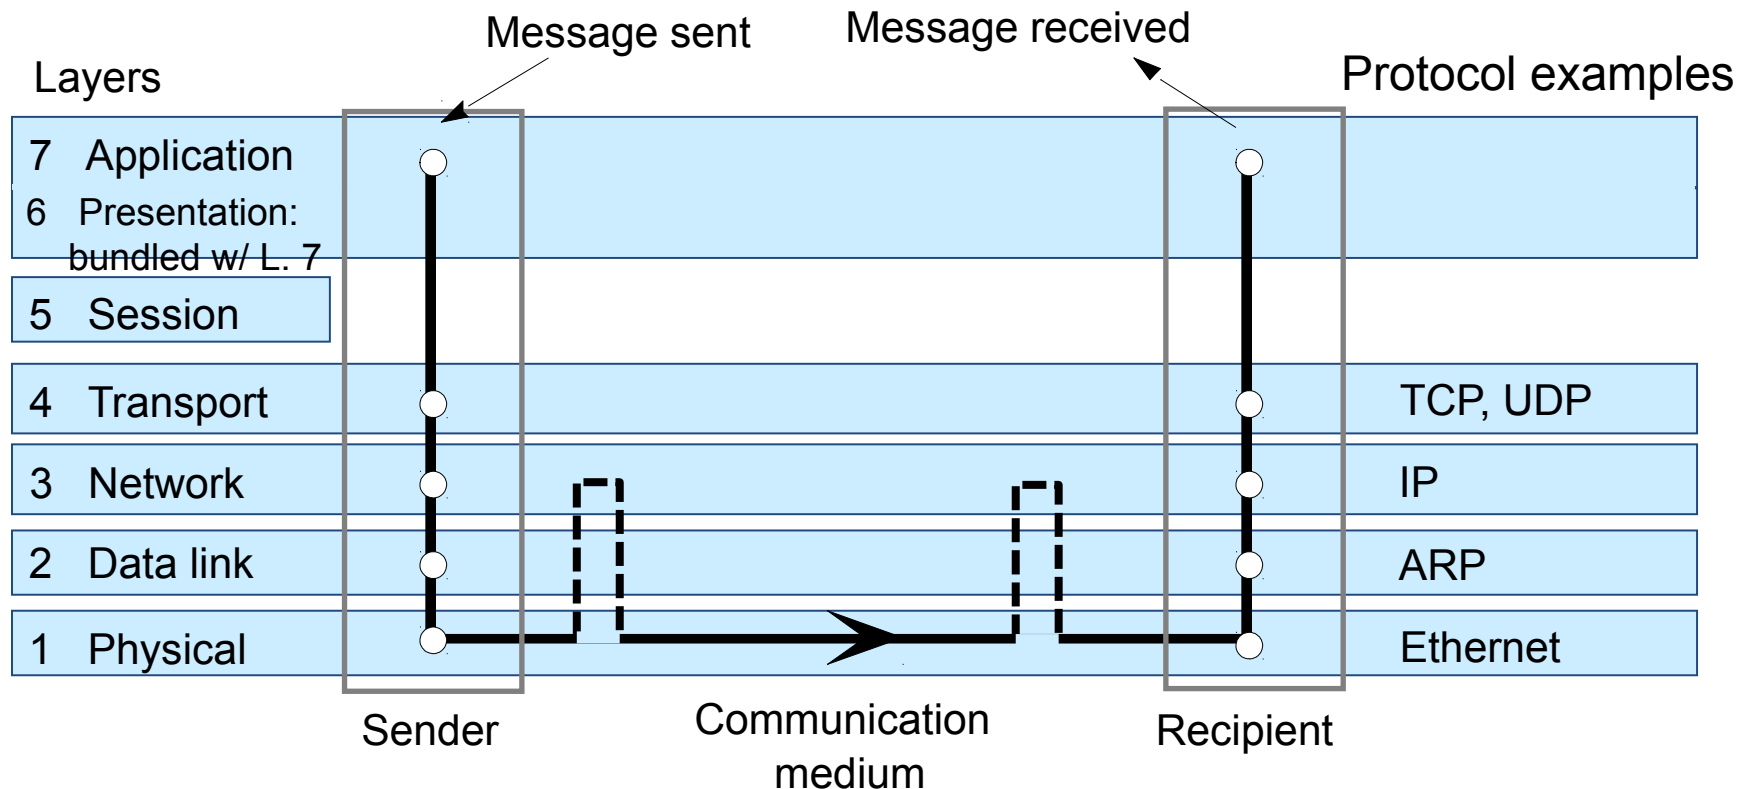 Message sent
Message received
Layers
Protocol examples
7 Application
6 Presentation:
bundled w/ L. 7
5 Session
4 Transport
TCP, UDP
3 Network
IP
2 Data link
ARP
1 Physical
Ethernet
Sender
Communication
medium
Recipient